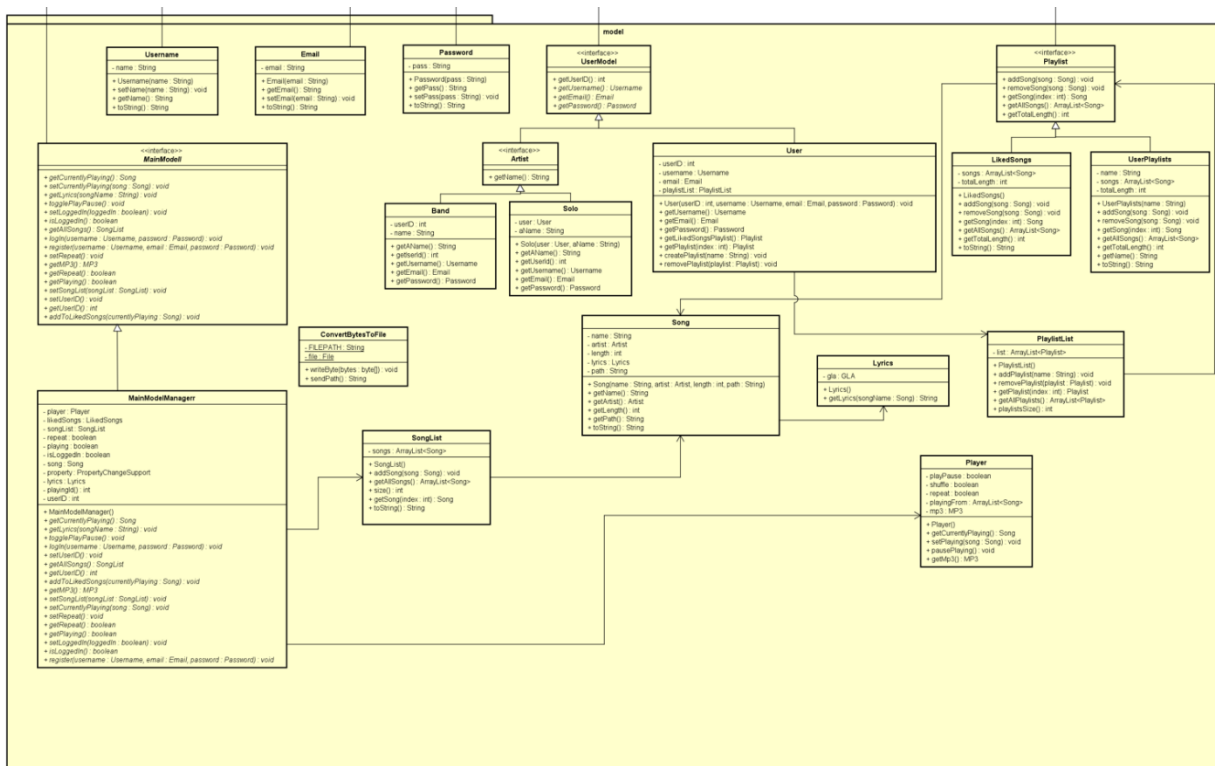 model
Username
- name : String
+ Username(name : String)
+ setName(name : String) : void
+ getName() : String
+ toString() : String
Email
- email : String
+ Email(email : String)
+ getEmail() : String
+ setEmail(email : String) : void
+ toString() : String
Password
- pass : String
+ Password(pass : String)
+ getPass() : String
+ setPass(pass : String) : void
+ toString() : String
<<interface>>
UserModel
+ getUserID() : int
+ getUsername() : Username
+ getEmail() : Email
+ getPassword() : Password
<<interface>>
Playlist
+ addSong(song : Song) : void
+ removeSong(song : Song) : void
+ getSong(index : int) : Song
+ getAllSongs() : ArrayList<Song>
+ getTotalLength() : int
<<interface>>
MainModell
+ getCurrentlyPlaying() : Song
+ setCurrentlyPlaying(song : Song) : void
+ getLyrics(songName : String) : void
+ togglePlayPause() : void
+ setLoggedIn(loggedIn : boolean) : void
+ isLoggedIn() : boolean
+ getAllSongs() : SongList
+ logIn(username : Username, password : Password) : void
+ register(username : Username, email : Email, password : Password) : void
+ setRepeat() : void
+ getMP3() : MP3
+ getRepeat() : boolean
+ getPlaying() : boolean
+ setSongList(songList : SongList) : void
+ setUserID() : void
+ getUserID() : int
+ addToLikedSongs(currentlyPlaying : Song) : void
<<interface>>
Artist
+ getName() : String
Band
- userID : int
- name : String
+ getAName() : String
+ getUserId() : int
+ getUsername() : Username
+ getEmail() : Email
+ getPassword() : Password
Solo
- user : User
- aName : String
+ Solo(user : User, aName : String)
+ getAName() : String
+ getUserId() : int
+ getUsername() : Username
+ getEmail() : Email
+ getPassword() : Password
User
- userID : int
- username : Username
- email : Email
- playlistList : PlaylistList
+ User(userID : int, username : Username, email : Email, password : Password) : void
+ getUsername() : Username
+ getEmail() : Email
+ getPassword() : Password
+ getLikedSongsPlaylist() : Playlist
+ getPlaylist(index : int) : Playlist
+ createPlaylist(name : String) : void
+ removePlaylist(playlist : Playlist) : void
LikedSongs
- songs : ArrayList<Song>
- totalLength : int
+ LikedSongs()
+ addSong(song : Song) : void
+ removeSong(song : Song) : void
+ getSong(index : int) : Song
+ getAllSongs() : ArrayList<Song>
+ getTotalLength() : int
+ toString() : String
UserPlaylists
- name : String
- songs : ArrayList<Song>
- totalLength : int
+ UserPlaylists(name : String)
+ addSong(song : Song) : void
+ removeSong(song : Song) : void
+ getSong(index : int) : Song
+ getAllSongs() : ArrayList<Song>
+ getTotalLength() : int
+ getName() : String
+ toString() : String
ConvertBytesToFile
- FILEPATH : String
- file : File
+ writeByte(bytes : byte[]) : void
+ sendPath() : String
Song
- name : String
- artist : Artist
- length : int
- lyrics : Lyrics
- path : String
+ Song(name : String, artist : Artist, length : int, path : String)
+ getName() : String
+ getArtist() : Artist
+ getLength() : int
+ getPath() : String
+ toString() : String
Lyrics
- gla : GLA
+ Lyrics()
+ getLyrics(songName : Song) : String
PlaylistList
- list : ArrayList<Playlist>
+ PlaylistList()
+ addPlaylist(name : String) : void
+ removePlaylist(playlist : Playlist) : void
+ getPlaylist(index : int) : Playlist
+ getAllPlaylists() : ArrayList<Playlist>
+ playlistsSize() : int
MainModelManagerr
- player : Player
- likedSongs : LikedSongs
- songList : SongList
- repeat : boolean
- playing : boolean
- isLoggedIn : boolean
- song : Song
- property : PropertyChangeSupport
- lyrics : Lyrics
- playingId : int
- userID : int
+ MainModelManager()
+ getCurrentlyPlaying() : Song
+ getLyrics(songName : String) : void
+ togglePlayPause() : void
+ logIn(username : Username, password : Password) : void
+ setUserID() : void
+ getAllSongs() : SongList
+ getUserID() : int
+ addToLikedSongs(currentlyPlaying : Song) : void
+ getMP3() : MP3
+ setSongList(songList : SongList) : void
+ setCurrentlyPlaying(song : Song) : void
+ setRepeat() : void
+ getRepeat() : boolean
+ getPlaying() : boolean
+ setLoggedIn(loggedIn : boolean) : void
+ isLoggedIn() : boolean
+ register(username : Username, email : Email, password : Password) : void
SongList
- songs : ArrayList<Song>
+ SongList()
+ addSong(song : Song) : void
+ getAllSongs() : ArrayList<Song>
+ size() : int
+ getSong(index : int) : Song
+ toString() : String
Player
- playPause : boolean
- shuffle : boolean
- repeat : boolean
- playingFrom : ArrayList<Song>
- mp3 : MP3
+ Player()
+ getCurrentlyPlaying() : Song
+ setPlaying(song : Song) : void
+ pausePlaying() : void
+ getMp3() : MP3